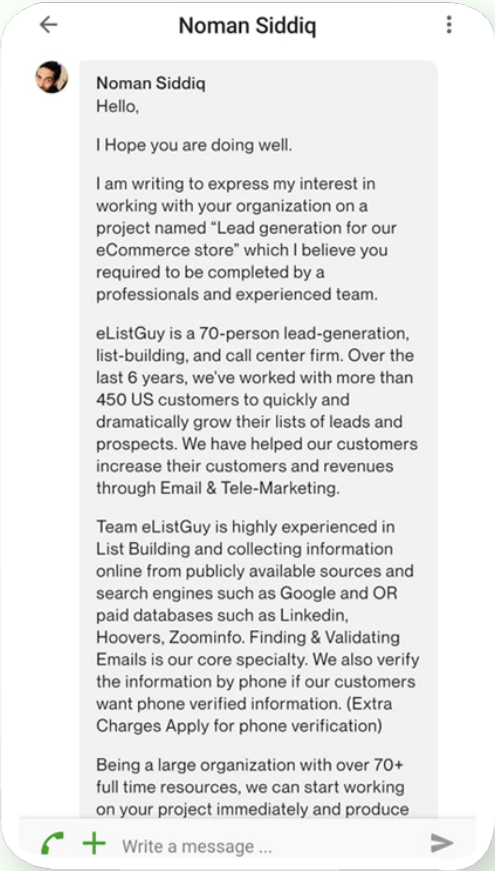 Noman Siddiq
Noman Siddiq
Hello,
I Hope you are doing well.
I am writing to express my interest in
working with your organization on a
project named “Lead generation for our
eCommerce store” which I believe you
required to be completed by a
professionals and experienced team.
eListGuy is a 70-person lead-generation,
list-building, and call center firm. Over the
last 6 years, we’ve worked with more than
450 US customers to quickly and
dramatically grow their lists of leads and
prospects. We have helped our customers
increase their customers and revenues
through Email & Tele-Marketing.
Team eListGuy is highly experienced in
List Building and collecting information
online from publicly available sources and
search engines such as Google and OR
paid databases such as Linkedin,
Hoovers, Zoominfo. Finding & Validating
Emails is our core specialty. We also verify
the information by phone if our customers
want phone verified information. (Extra
Charges Apply for phone verification)
Being a large organization with over 70+
full time resources, we can start working
on your project immediately and produce
Write a message ...